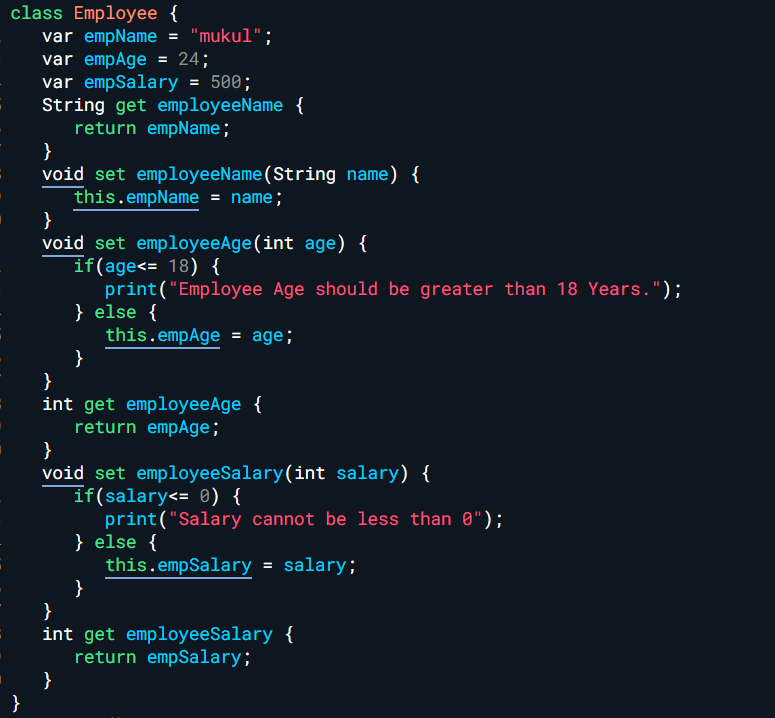 class Employee {
   var empName = "mukul";
   var empAge = 24;
   var empSalary = 500;
   String get employeeName {
      return empName;
   }
   void set employeeName(String name) {
      this.empName = name;
   }
   void set employeeAge(int age) {
      if(age<= 18) {
         print("Employee Age should be greater than 18 Years.");
      } else {
         this.empAge = age;
      }
   }
   int get employeeAge {
      return empAge;
   }
   void set employeeSalary(int salary) {
      if(salary<= 0) {
         print("Salary cannot be less than 0");
      } else {
         this.empSalary = salary;
      }
   }
   int get employeeSalary {
      return empSalary;
   }
}